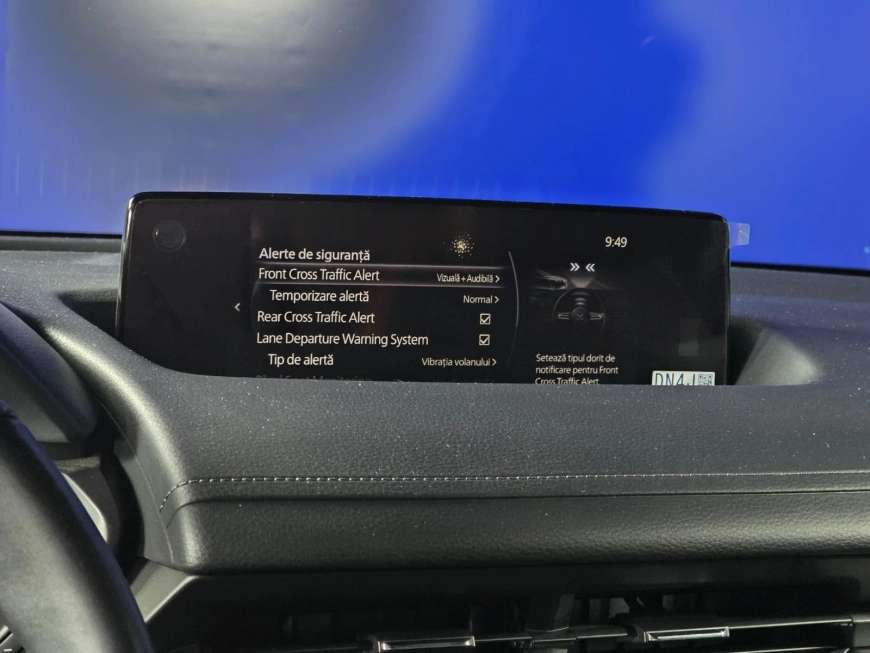 9:49
Alerte de siguranță
Front Cross Traffic Alert Vizuală + Audibilă >
Temporizare alertă Normal >
Rear Cross Traffic Alert
Lane Departure Warning System
Tip de alertă Vibrația volanului >
Setează tipul dorit de
notificare pentru Front
Cross Traffic Alert
DN4J